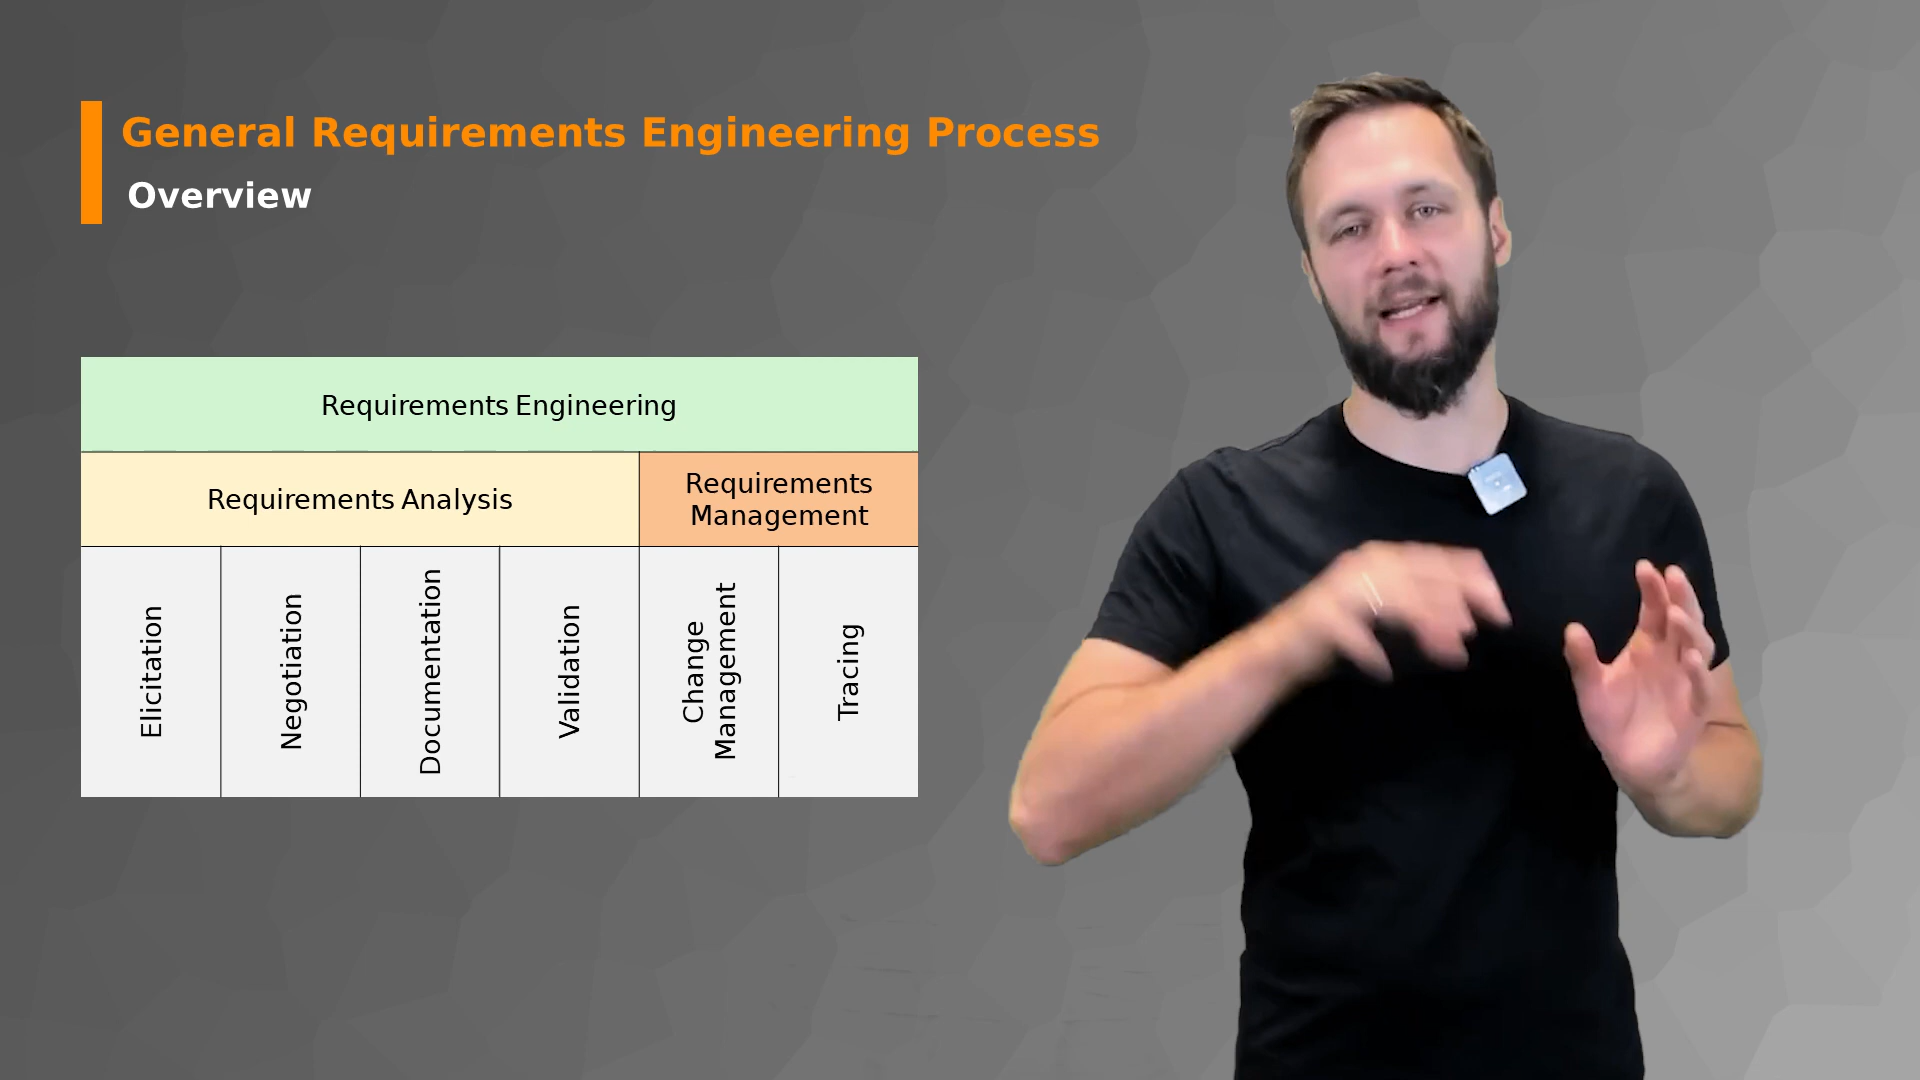 General Requirements Engineering Process
Overview
Requirements Engineering
Requirements Analysis
Requirements
Management
Elicitation
Negotiation
Documentation
Validation
Change
Management
Tracing